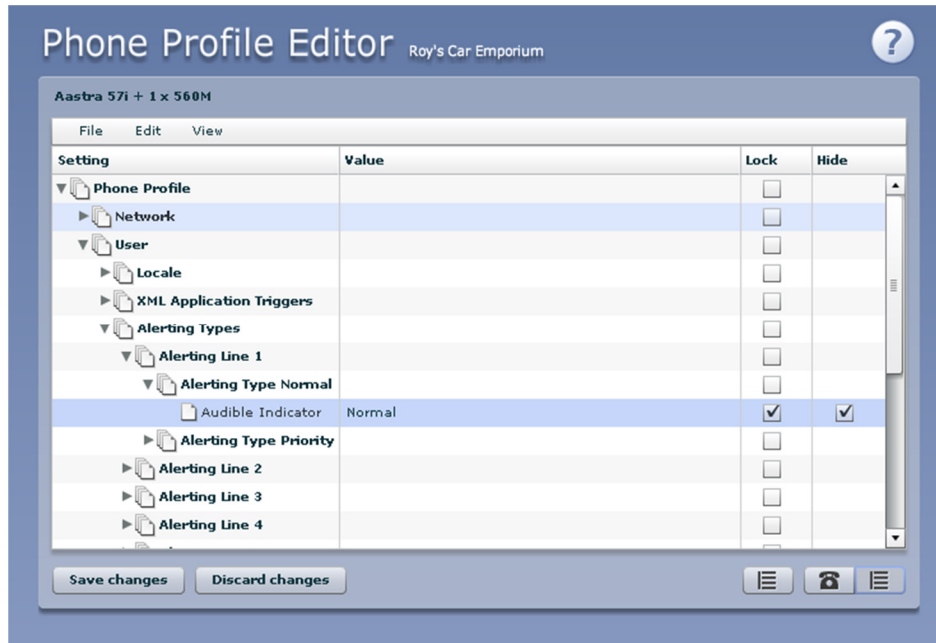 Phone Profile Editor Roy's Car Emporium ?
Aastra 57i + 1 x 560M
File Edit View
Setting Value Lock Hide
Phone Profile
Network
User
Locale
XML Application Triggers
Alerting Types
Alerting Line 1
Alerting Type Normal
Audible Indicator Normal
Alerting Type Priority
Alerting Line 2
Alerting Line 3
Alerting Line 4
Save changes Discard changes